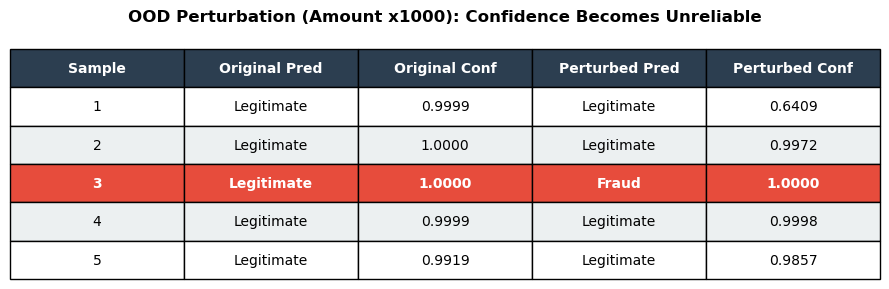 OOD Perturbation (Amount x1000): Confidence Becomes Unreliable
Sample Original Pred Original Conf Perturbed Pred Perturbed Conf
1 Legitimate 0.9999 Legitimate 0.6409
2 Legitimate 1.0000 Legitimate 0.9972
3 Legitimate 1.0000 Fraud 1.0000
4 Legitimate 0.9999 Legitimate 0.9998
5 Legitimate 0.9919 Legitimate 0.9857